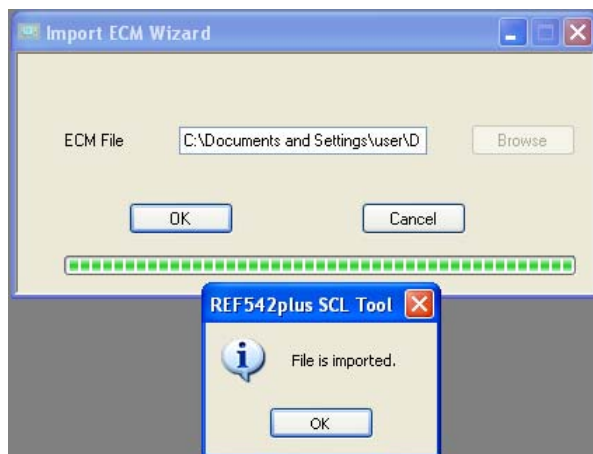 Import ECM Wizard
ECM File
C:\Documents and Settings\user\D
Browse
OK
Cancel
REF542plus SCL Tool
File is imported.
OK